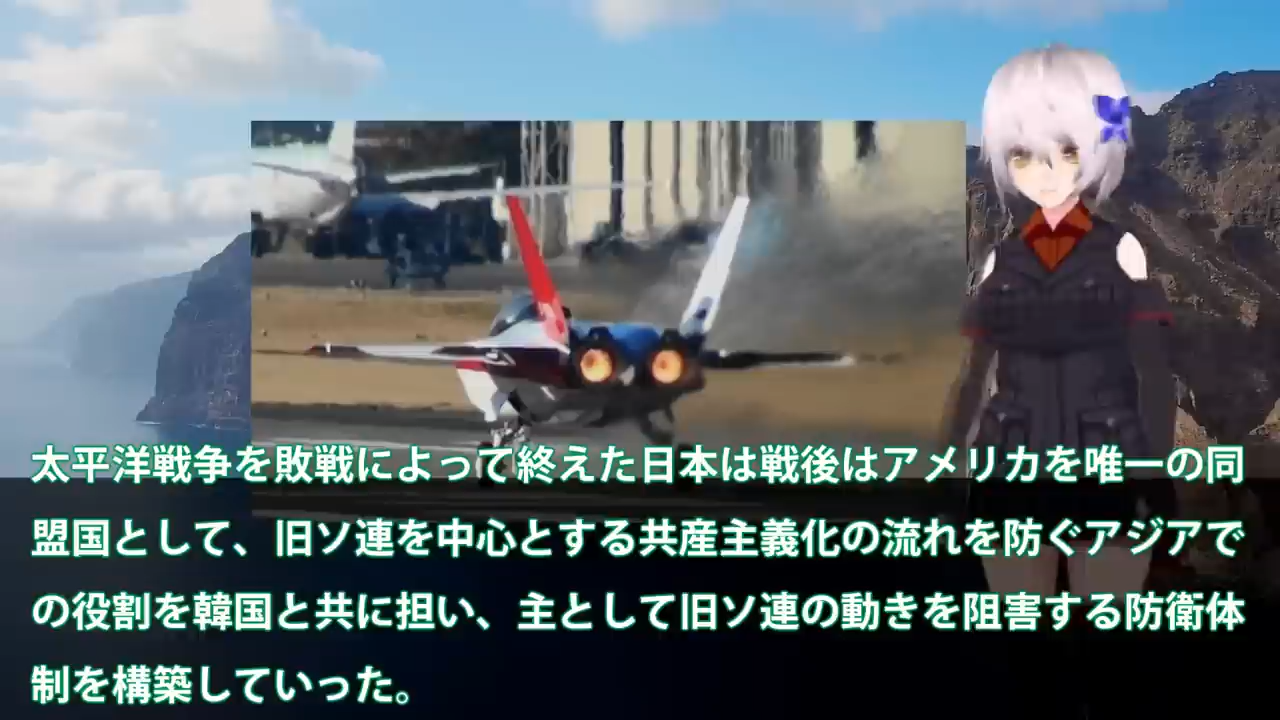 太平洋戦争を敗戦によって終えた日本は戦後はアメリカを唯一の同
盟国として、旧ソ連を中心とする共産主義化の流れを防ぐアジアで
の役割を韓国と共に担い、主として旧ソ連の動きを阻害する防衛体
制を構築していった。